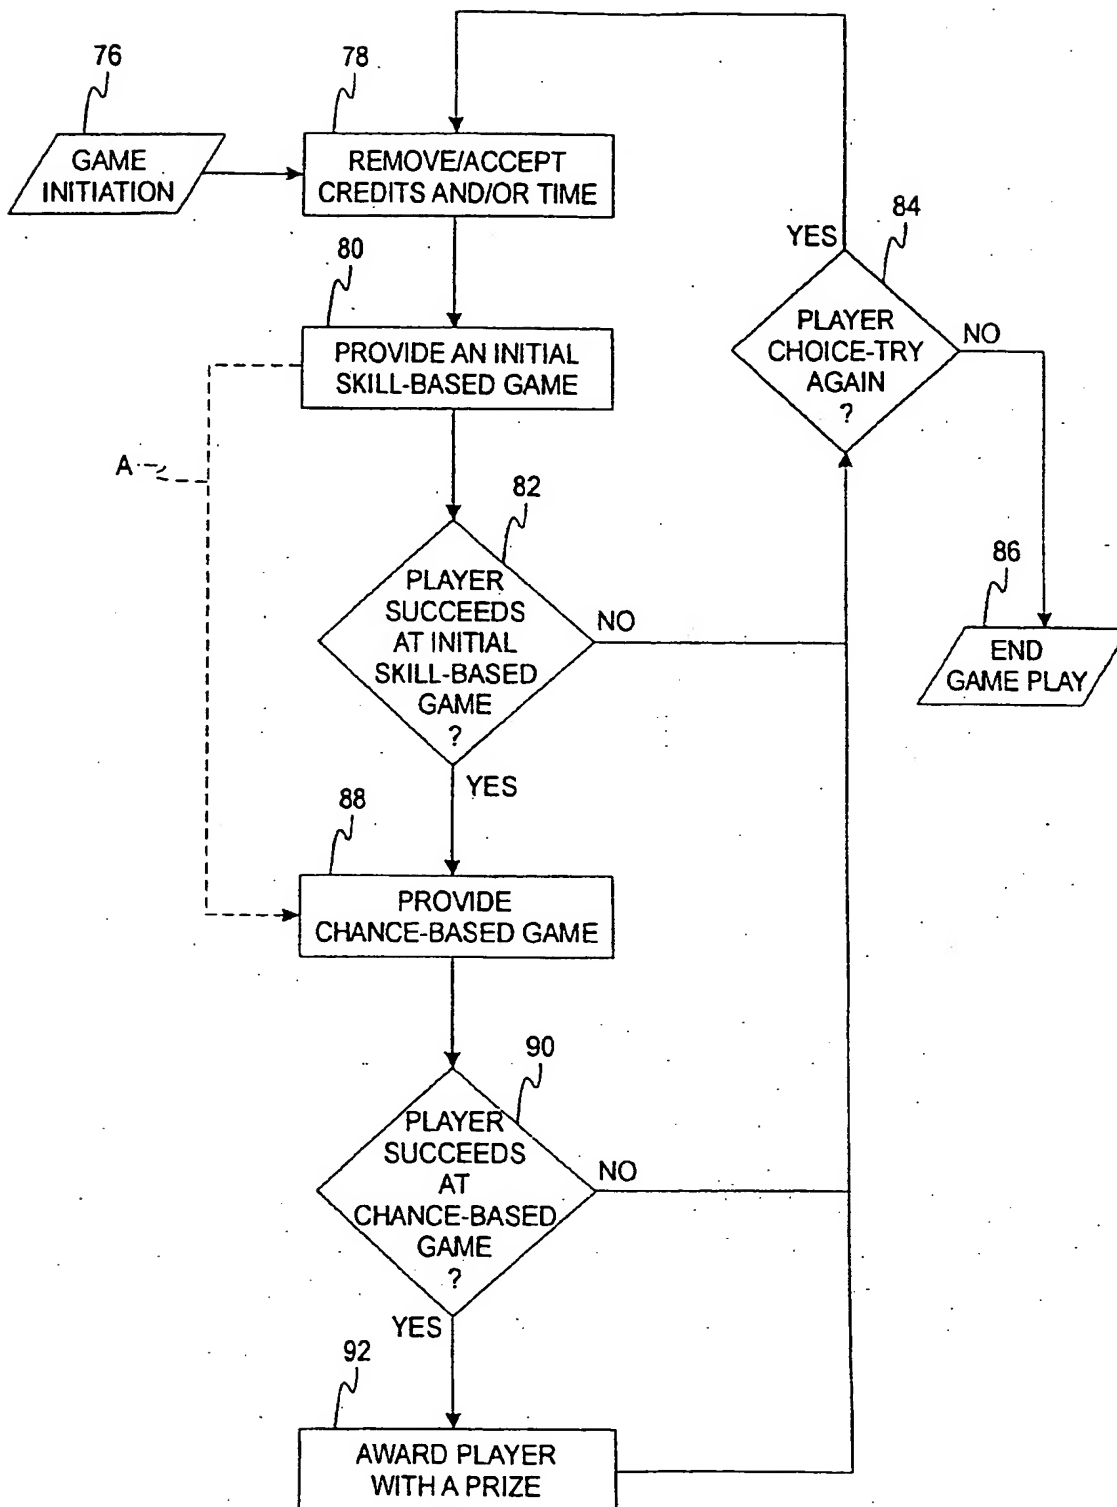 76
GAME
INITIATION
78
REMOVE/ACCEPT
CREDITS AND/OR TIME
80
PROVIDE AN INITIAL
SKILL-BASED GAME
A
82
PLAYER
SUCCEEDS
AT INITIAL
SKILL-BASED
GAME
?
NO
YES
84
YES
PLAYER
CHOICE-TRY
AGAIN
?
NO
86
END
GAME PLAY
88
PROVIDE
CHANCE-BASED GAME
90
PLAYER
SUCCEEDS
AT
CHANCE-BASED
GAME
?
NO
YES
92
AWARD PLAYER
WITH A PRIZE